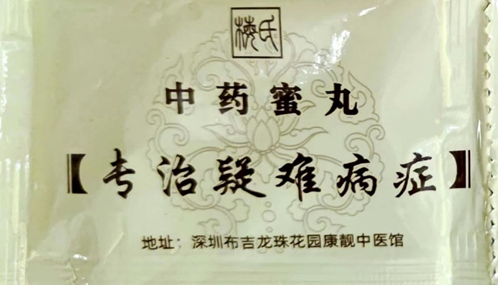 梅氏
中药蜜丸
【专治疑难病症】
地址：深圳布吉龙珠花园康靓中医馆